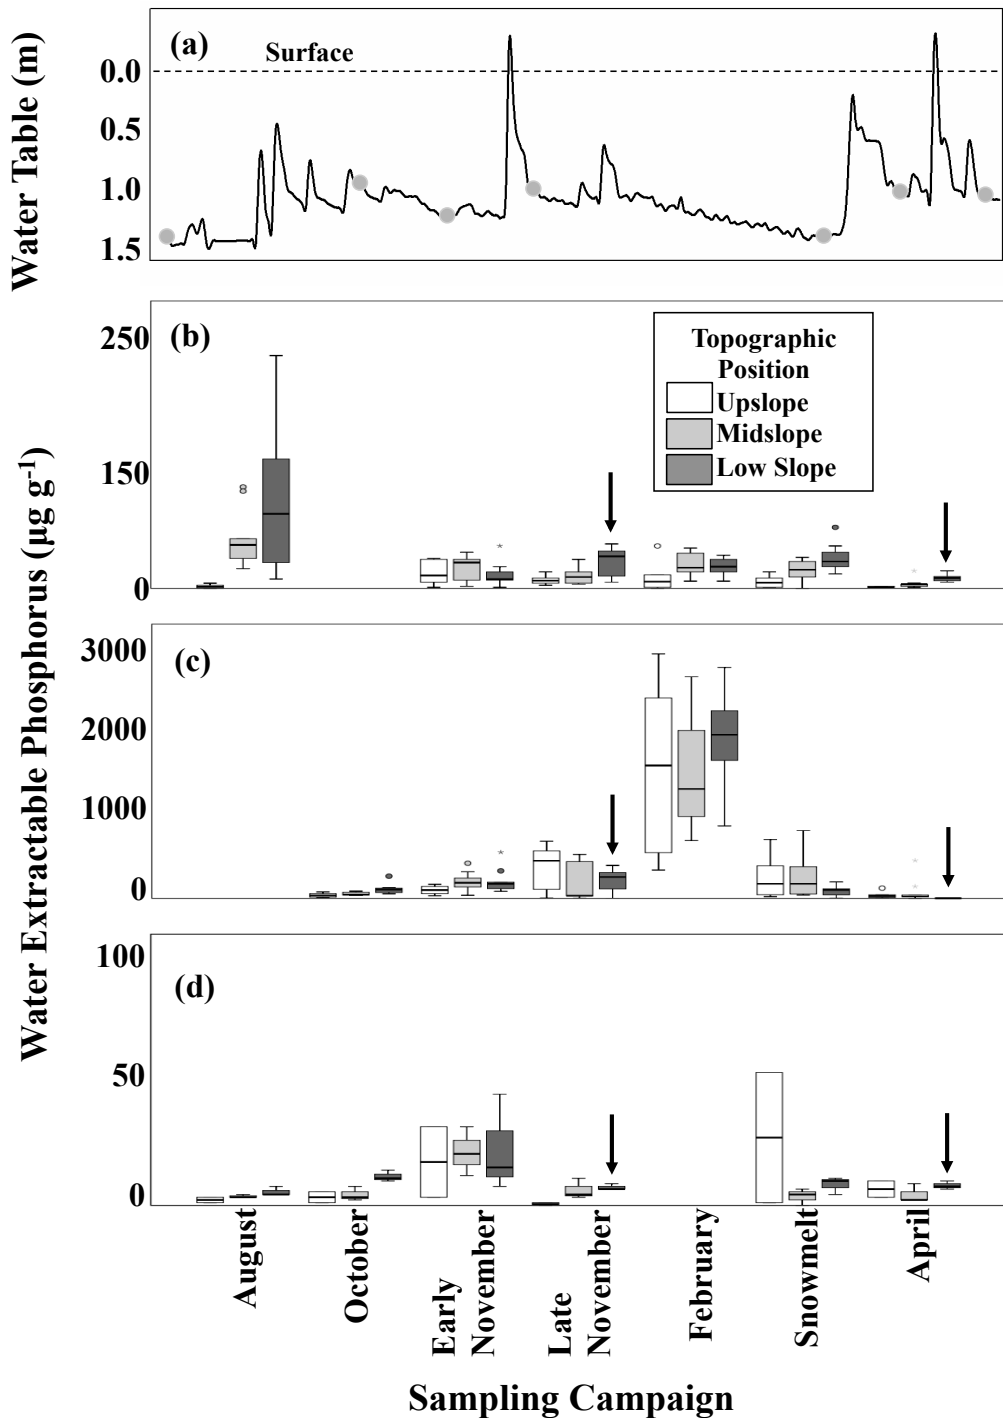 (a)
Surface
Water Table (m)
0.0
0.5
1.0
1.5
(b)
Topographic
Position
Upslope
Midslope
Low Slope
250
150
0
Water Extractable Phosphorus (µg g⁻¹)
(c)
3000
2000
1000
0
(d)
100
50
0
August
October
Early
November
Late
November
February
Snowmelt
April
Sampling Campaign